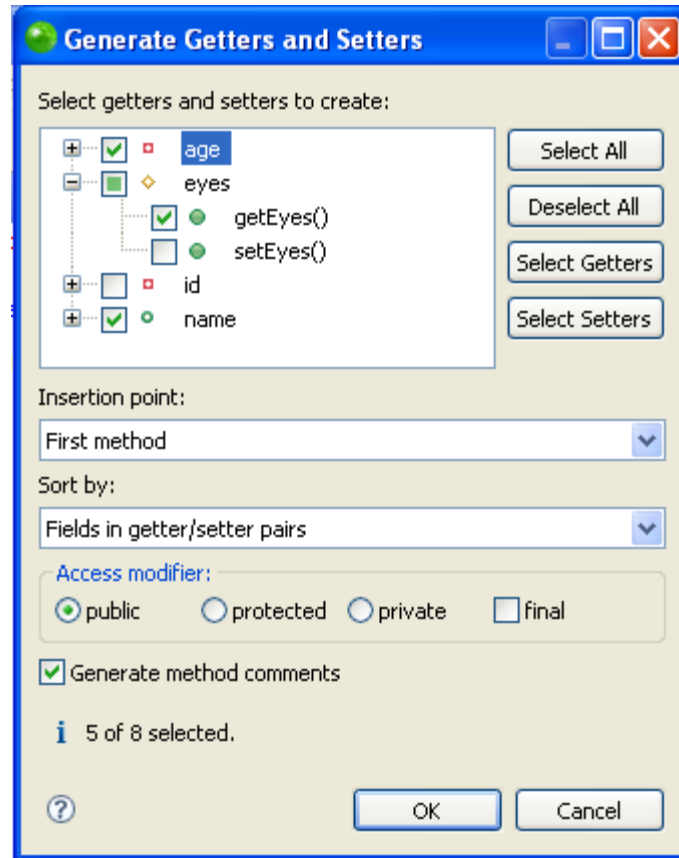 Generate Getters and Setters
Select getters and setters to create:
age
eyes
getEyes()
setEyes()
id
name
Select All
Deselect All
Select Getters
Select Setters
Insertion point:
First method
Sort by:
Fields in getter/setter pairs
Access modifier:
public protected private final
Generate method comments
i 5 of 8 selected.
? OK Cancel